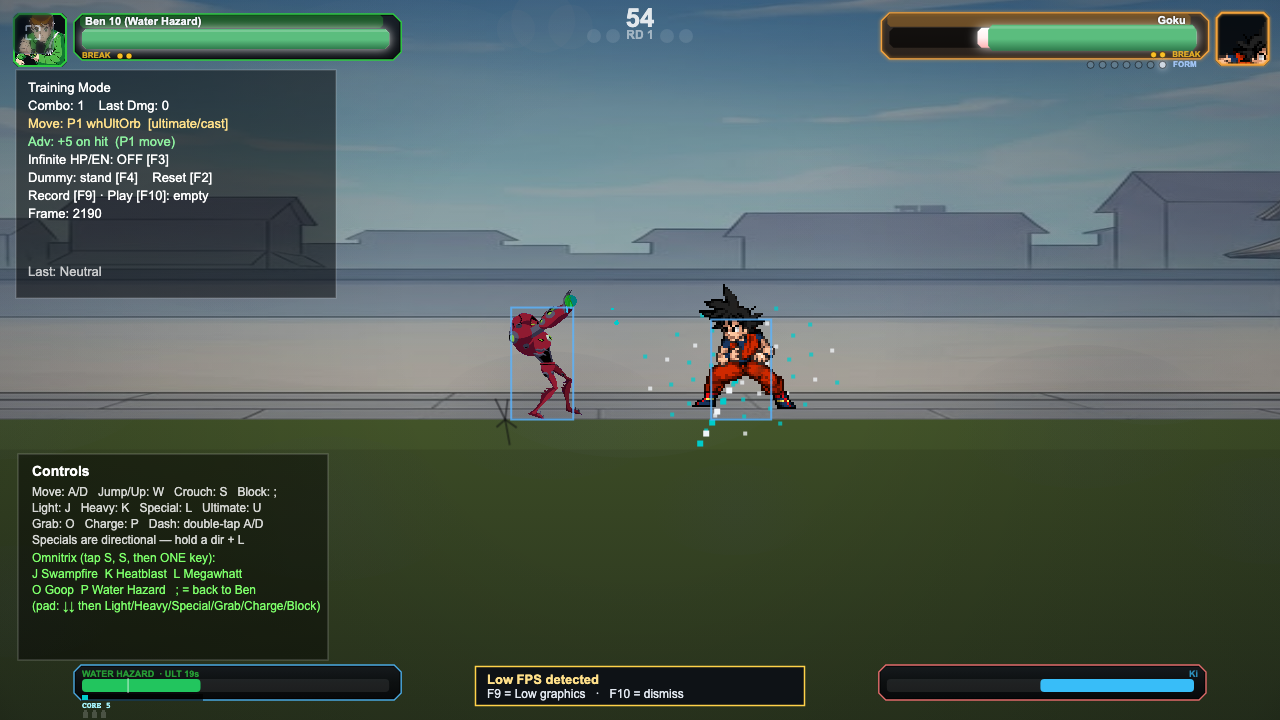 Ben 10 (Water Hazard)
BREAK
54
RD 1
Goku
BREAK
FORM
Training Mode
Combo: 1    Last Dmg: 0
Move: P1 whUltOrb  [ultimate/cast]
Adv: +5 on hit  (P1 move)
Infinite HP/EN: OFF [F3]
Dummy: stand [F4]    Reset [F2]
Record [F9] · Play [F10]: empty
Frame: 2190
Last: Neutral
Controls
Move: A/D   Jump/Up: W   Crouch: S   Block: ;
Light: J   Heavy: K   Special: L   Ultimate: U
Grab: O   Charge: P   Dash: double-tap A/D
Specials are directional — hold a dir + L
Omnitrix (tap S, S, then ONE key):
J Swampfire  K Heatblast  L Megawhatt
O Goop  P Water Hazard   ; = back to Ben
(pad: ↓↓ then Light/Heavy/Special/Grab/Charge/Block)
WATER HAZARD · ULT 19s
CORE 5
Low FPS detected
F9 = Low graphics   ·   F10 = dismiss
Ki